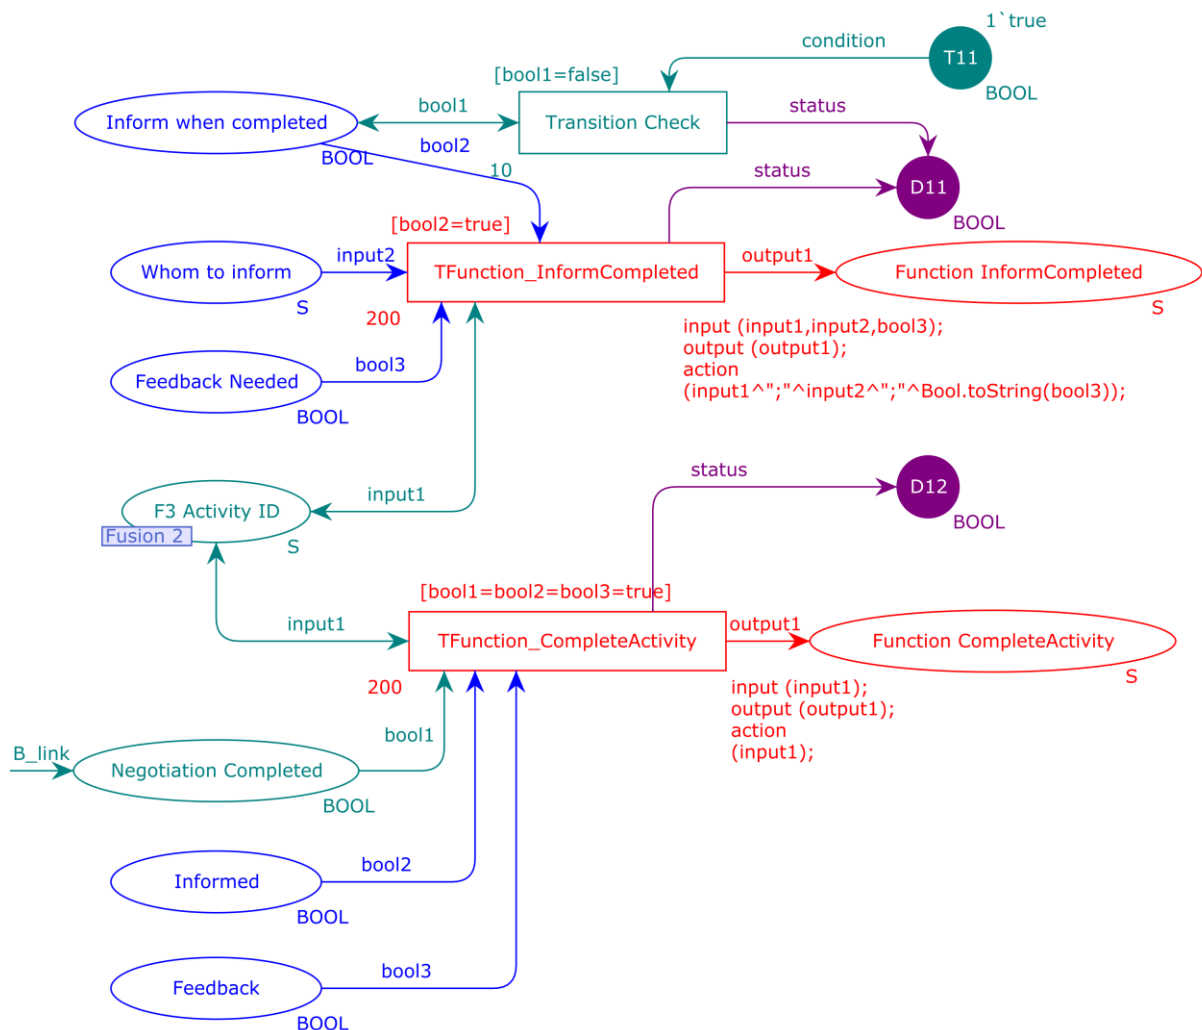 1`true
condition
T11
[bool1=false]
BOOL
bool1
status
Inform when completed
Transition Check
bool2
BOOL
10
status
D11
[bool2=true]
BOOL
input2
output1
Whom to inform
TFunction_InformCompleted
Function InformCompleted
S
200
S
input (input1,input2,bool3);
output (output1);
action
(input1^";"^input2^";"^Bool.toString(bool3));
bool3
Feedback Needed
BOOL
status
D12
input1
F3 Activity ID
BOOL
Fusion 2
S
[bool1=bool2=bool3=true]
input1
output1
TFunction_CompleteActivity
Function CompleteActivity
200
S
input (input1);
output (output1);
action
(input1);
bool1
B_link
Negotiation Completed
BOOL
bool2
Informed
BOOL
bool3
Feedback
BOOL